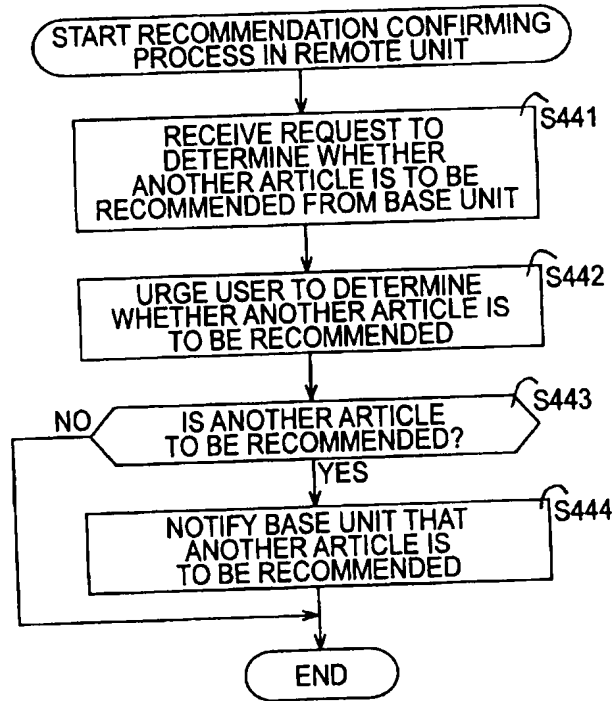 START RECOMMENDATION CONFIRMING
PROCESS IN REMOTE UNIT
S441
RECEIVE REQUEST TO
DETERMINE WHETHER
ANOTHER ARTICLE IS TO BE
RECOMMENDED FROM BASE UNIT
S442
URGE USER TO DETERMINE
WHETHER ANOTHER ARTICLE IS
TO BE RECOMMENDED
S443
NO
IS ANOTHER ARTICLE
TO BE RECOMMENDED?
YES
S444
NOTIFY BASE UNIT THAT
ANOTHER ARTICLE IS
TO BE RECOMMENDED
END